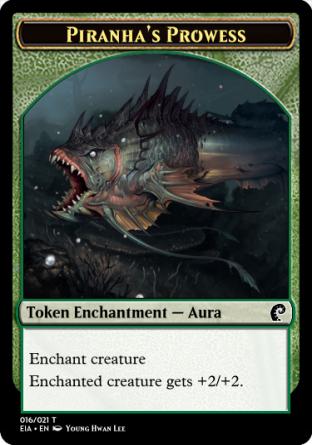 Piranha's Prowess
Token Enchantment — Aura
Enchant creature
Enchanted creature gets +2/+2.
016/021 T
EIA • EN Young Hwan Lee